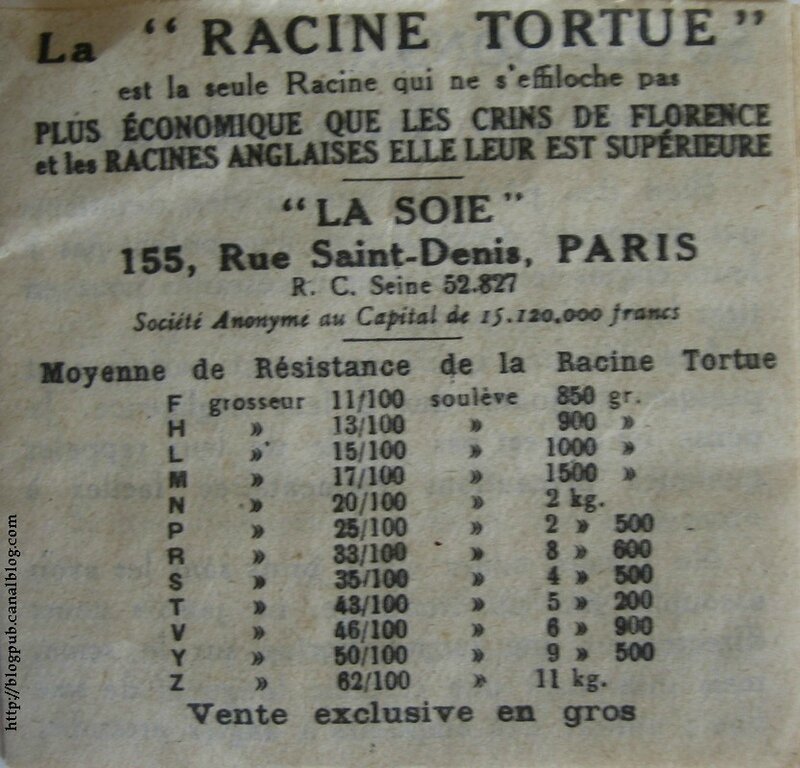 La “ RACINE TORTUE ”
est la seule Racine qui ne s'effiloche pas
PLUS ÉCONOMIQUE QUE LES CRINS DE FLORENCE
et les RACINES ANGLAISES ELLE LEUR EST SUPÉRIEURE
“ LA SOIE ”
155, Rue Saint-Denis, PARIS
R. C. Seine 52.827
Société Anonyme au Capital de 15.120.000 francs
Moyenne de Résistance de la Racine Tortue
F grosseur 11/100 soulève 850 gr.
H » 13/100 » 900 »
L » 15/100 » 1000 »
M » 17/100 » 1500 »
N » 20/100 » 2 kg.
P » 25/100 » 2 » 500
R » 33/100 » 3 » 600
S » 35/100 » 4 » 500
T » 43/100 » 5 » 200
V » 46/100 » 6 » 900
Y » 50/100 » 9 » 500
Z » 62/100 » 11 kg.
Vente exclusive en gros
http://blogpub.canalblog.com